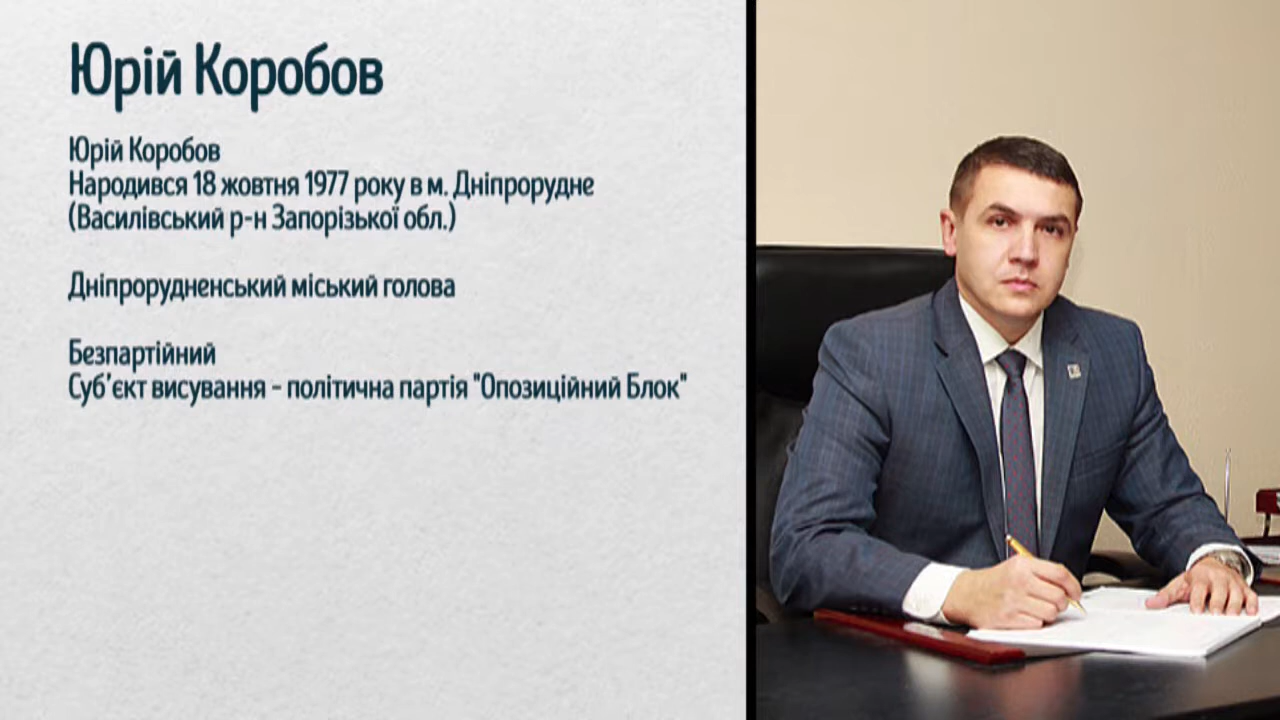 Юрій Коробов
Юрій Коробов
Народився 18 жовтня 1977 року в м. Дніпрорудне
(Василівський р-н Запорізької обл.)
Дніпрорудненський міський голова
Безпартійний
Суб'єкт висування - політична партія "Опозиційний Блок"